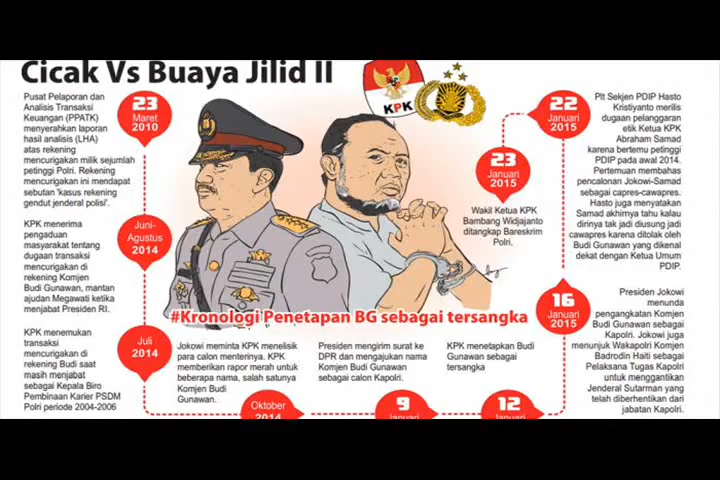 Cicak Vs Buaya Jilid II
KPK
23
Maret
2010
Pusat Pelaporan dan
Analisis Transaksi
Keuangan (PPATK)
menyerahkan laporan
hasil analisis (LHA)
atas rekening
mencurigakan milik sejumlah
petinggi Polri. Rekening
mencurigakan ini mendapat
sebutan 'kasus rekening
gendut jenderal polisi'.
Juni-
Agustus
2014
KPK menerima
pengaduan
masyarakat tentang
dugaan transaksi
mencurigakan di
rekening Komjen
Budi Gunawan, mantan
ajudan Megawati ketika
menjabat Presiden RI.
Juli
2014
KPK menemukan
transaksi
mencurigakan di
rekening Budi saat
masih menjabat
sebagai Kepala Biro
Pembinaan Karier PSDM
Polri periode 2004-2006
#Kronologi Penetapan BG sebagai tersangka
Jokowi meminta KPK menelisik
para calon menterinya. KPK
memberikan rapor merah untuk
beberapa nama, salah satunya
Komjen Budi
Gunawan.
Oktober
2014
Presiden mengirim surat ke
DPR dan mengajukan nama
Komjen Budi Gunawan
sebagai calon Kapolri.
9
Januari
KPK menetapkan Budi
Gunawan sebagai
tersangka
12
Januari
16
Januari
2015
Presiden Jokowi
menunda
pengangkatan Komjen
Budi Gunawan sebagai
Kapolri. Jokowi juga
menunjuk Wakapolri Komjen
Badrodin Haiti sebagai
Pelaksana Tugas Kapolri
untuk menggantikan
Jenderal Sutarman yang
telah diberhentikan dari
jabatan Kapolri.
22
Januari
2015
Plt Sekjen PDIP Hasto
Kristiyanto merilis
dugaan pelanggaran
etik Ketua KPK
Abraham Samad
karena bertemu petinggi
PDIP pada awal 2014.
Pertemuan membahas
pencalonan Jokowi-Samad
sebagai capres-cawapres.
Hasto juga menyatakan
Samad akhirnya tahu kalau
dirinya tak jadi diusung jadi
cawapres karena ditolak oleh
Budi Gunawan yang dikenal
dekat dengan Ketua Umum
PDIP.
23
Januari
2015
Wakil Ketua KPK
Bambang Widjajanto
ditangkap Bareskrim
Polri.